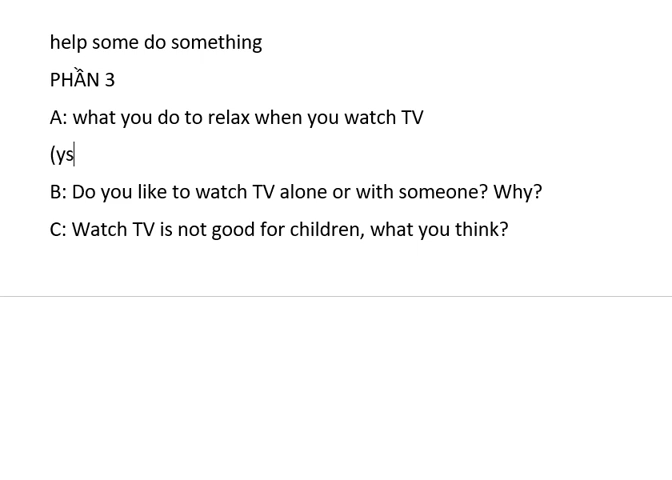 help some do something
PHẦN 3
A: what you do to relax when you watch TV
(ys
B: Do you like to watch TV alone or with someone? Why?
C: Watch TV is not good for children, what you think?